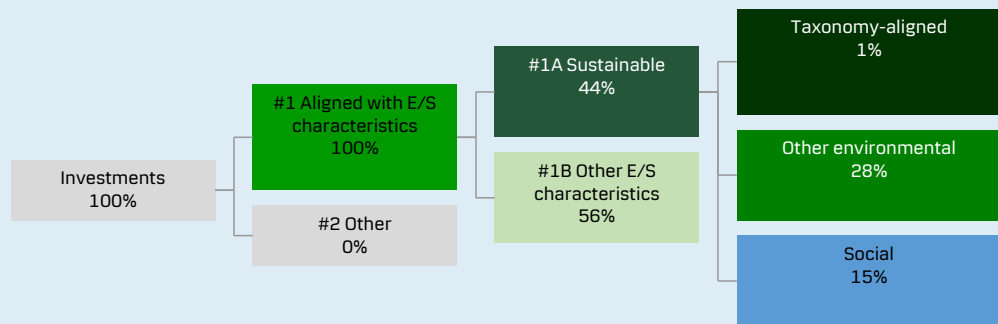 Investments
100%
#1 Aligned with E/S
characteristics
100%
#2 Other
0%
#1A Sustainable
44%
#1B Other E/S
characteristics
56%
Taxonomy-aligned
1%
Other environmental
28%
Social
15%